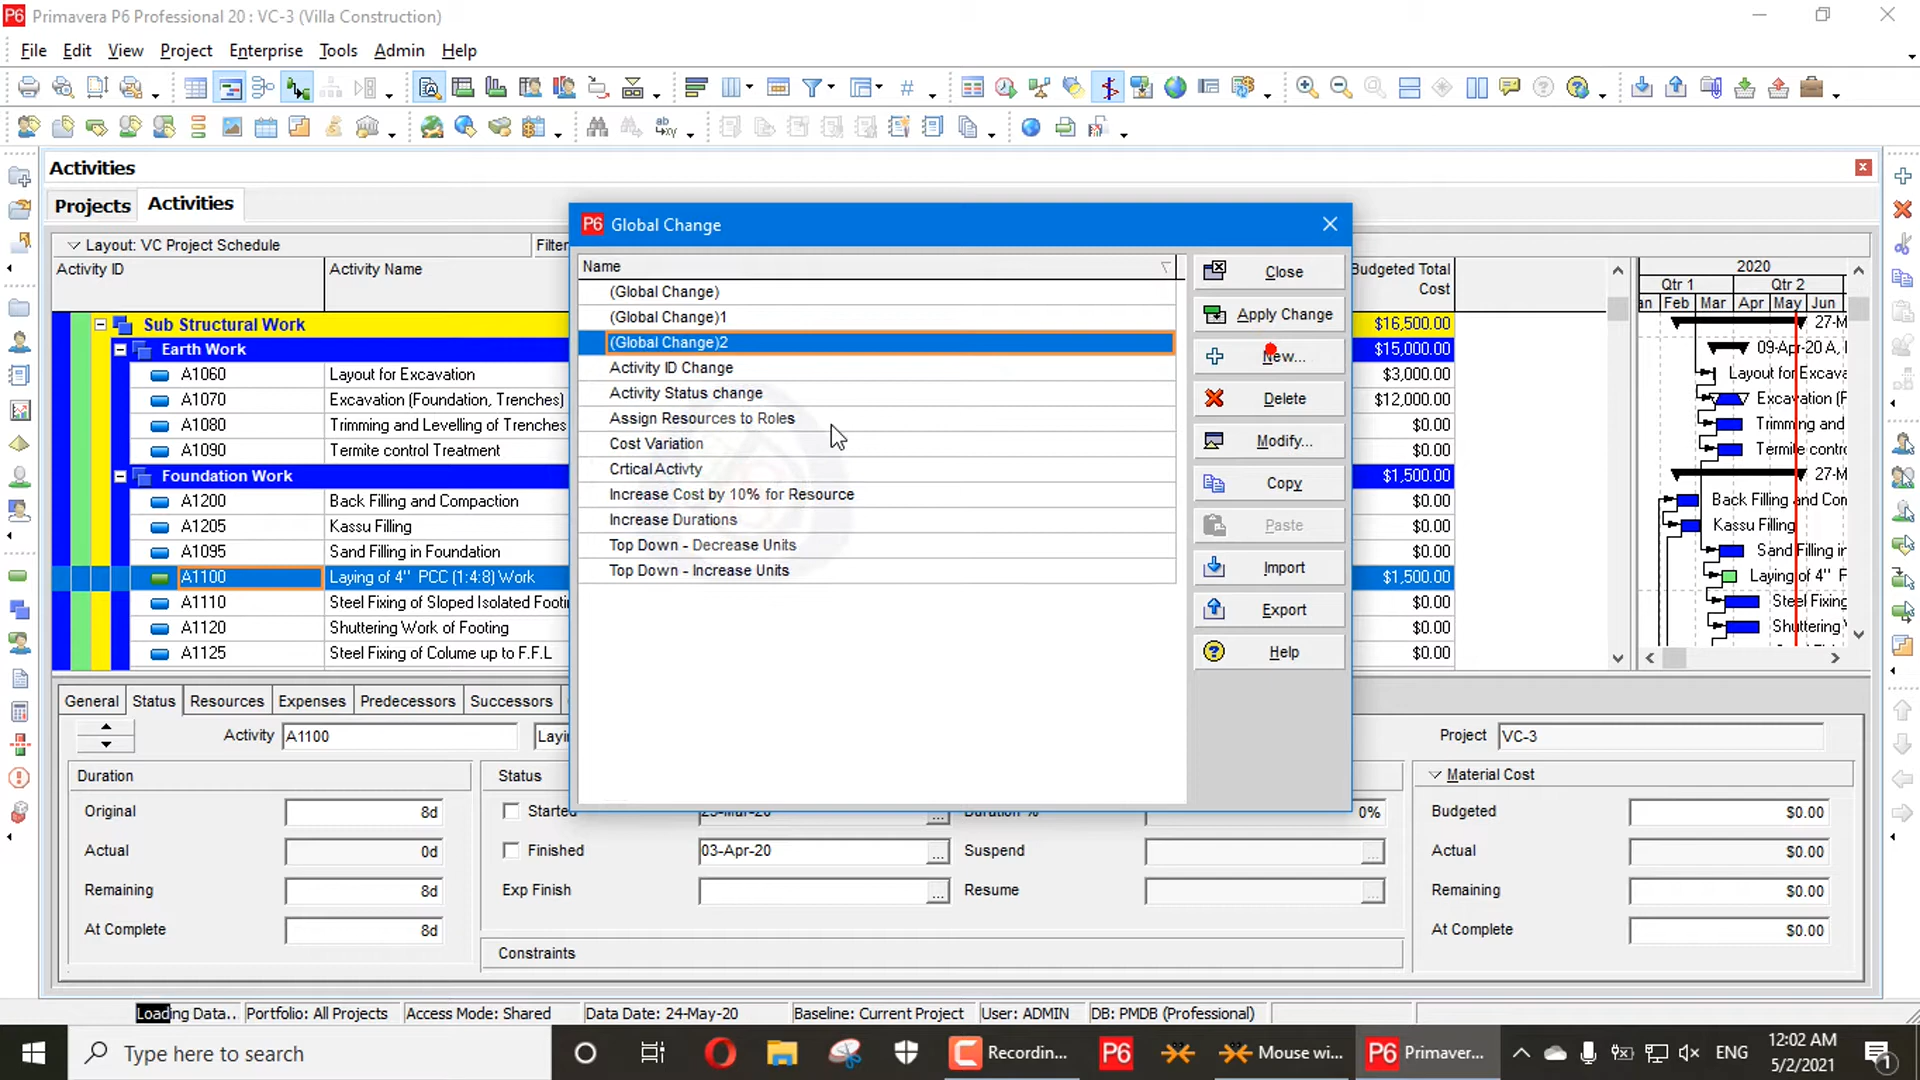 P6 Primavera P6 Professional 20 : VC-3 (Villa Construction)
File Edit View Project Enterprise Tools Admin Help
Activities
Projects Activities
Layout: VC Project Schedule
Activity ID Activity Name
Sub Structural Work
Earth Work
A1060 Layout for Excavation
A1070 Excavation (Foundation, Trenches)
A1080 Trimming and Levelling of Trenches
A1090 Termite control Treatment
Foundation Work
A1200 Back Filling and Compaction
A1205 Kassu Filling
A1095 Sand Filling in Foundation
A1100 Laying of 4" PCC (1:4:8) Work
A1110 Steel Fixing of Sloped Isolated
A1120 Shuttering Work of Footing
A1125 Steel Fixing of Colume up to F.F.L
P6 Global Change
Name
(Global Change)
(Global Change)1
(Global Change)2
Activity ID Change
Activity Status change
Assign Resources to Roles
Cost Variation
Crtical Activty
Increase Cost by 10% for Resource
Increase Durations
Top Down - Decrease Units
Top Down - Increase Units
Close
Apply Change
New...
Delete
Modify...
Copy
Paste
Import
Export
Help
Budgeted Total
Cost
$16,500.00
$15,000.00
$3,000.00
$12,000.00
$0.00
$0.00
$1,500.00
$0.00
$0.00
$0.00
$1,500.00
$0.00
$0.00
$0.00
2020
Qtr 1 Qtr 2
Feb Mar Apr May Jun
09-Apr-20 A,
Layout for
Trimming and
Termite
Back Filling and
Kassu Filling
Sand Filling in
Laying of 4"
Steel Fixing
Shuttering
General Status Resources Expenses Predecessors Successors
Activity A1100 Project VC-3
Duration
Original 8d
Actual 0d
Remaining 8d
At Complete 8d
Status
Started
Finished 03-Apr-20
Exp Finish
0%
Suspend
Resume
Constraints
Material Cost
Budgeted $0.00
Actual $0.00
Remaining $0.00
At Complete $0.00
Loading Data.. Portfolio: All Projects Access Mode: Shared Data Date: 24-May-20 Baseline: Current Project User: ADMIN DB: PMDB (Professional)
Type here to search Recordin... P6 Mouse wi... P6 Primaver... ENG 12:02 AM
5/2/2021 1